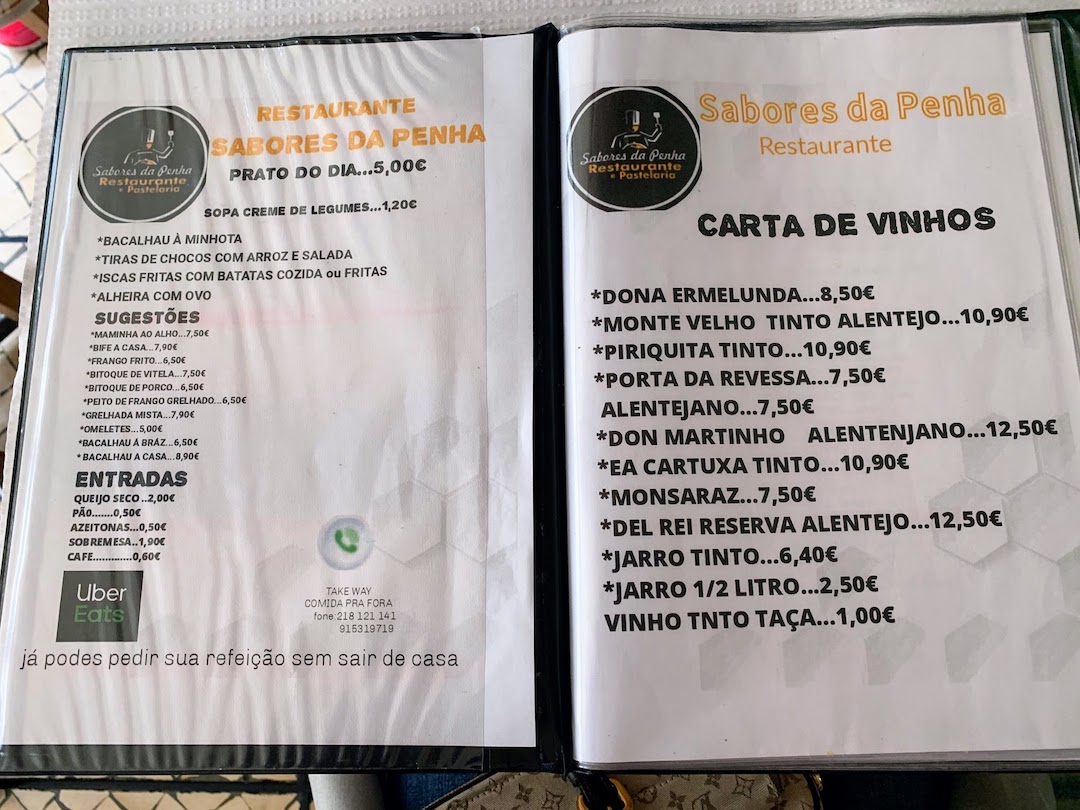 Sabores da Penha
Restaurante
e Pastelaria
RESTAURANTE
SABORES DA PENHA
PRATO DO DIA...5,00€
SOPA CREME DE LEGUMES...1,20€
*BACALHAU À MINHOTA
*TIRAS DE CHOCOS COM ARROZ E SALADA
*ISCAS FRITAS COM BATATAS COZIDA ou FRITAS
*ALHEIRA COM OVO
SUGESTÕES
*MAMINHA AO ALHO...7,50€
*BIFE A CASA...7,90€
*FRANGO FRITO...6,50€
*BITOQUE DE VITELA...7,50€
*BITOQUE DE PORCO...6,50€
*PEITO DE FRANGO GRELHADO...6,50€
*GRELHADA MISTA...7,90€
*OMELETES...5,00€
*BACALHAU À BRÁZ...6,50€
*BACALHAU A CASA...8,90€
ENTRADAS
QUEIJO SECO ..2,00€
PÃO.......0,50€
AZEITONAS...0,50€
SOBREMESA..1,90€
CAFE.............0,60€
Uber
Eats
TAKE WAY
COMIDA PRA FORA
fone:218 121 141
915319719
já podes pedir sua refeição sem sair de casa
Sabores da Penha
Restaurante
e Pastelaria
Sabores da Penha
Restaurante
CARTA DE VINHOS
*DONA ERMELUNDA...8,50€
*MONTE VELHO TINTO ALENTEJO...10,90€
*PIRIQUITA TINTO...10,90€
*PORTA DA REVESSA...7,50€
ALENTEJANO...7,50€
*DON MARTINHO ALENTENJANO...12,50€
*EA CARTUXA TINTO...10,90€
*MONSARAZ...7,50€
*DEL REI RESERVA ALENTEJO...12,50€
*JARRO TINTO...6,40€
*JARRO 1/2 LITRO...2,50€
VINHO TNTO TAÇA...1,00€